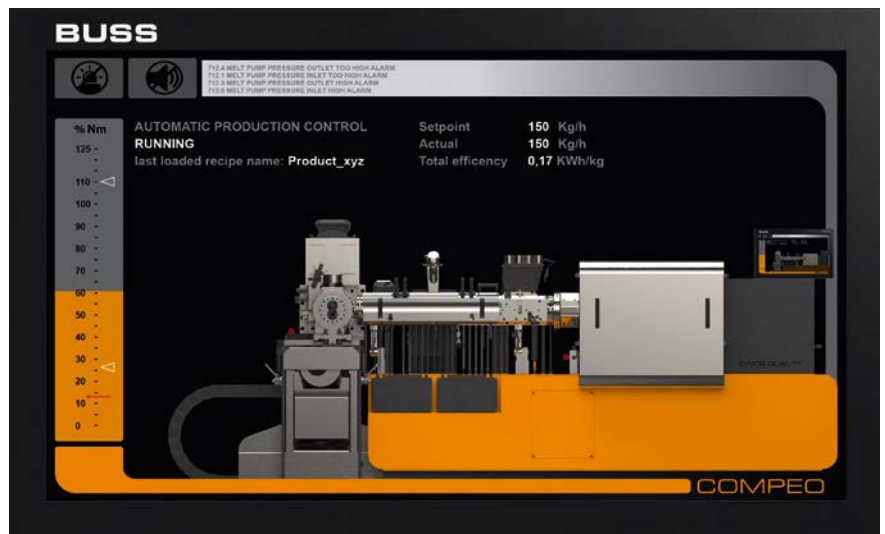 BUSS
712.4 MELT PUMP PRESSURE OUTLET TOO HIGH ALARM
712.1 MELT PUMP PRESSURE INLET TOO HIGH ALARM
712.3 MELT PUMP PRESSURE OUTLET HIGH ALARM
712.0 MELT PUMP PRESSURE INLET HIGH ALARM
% Nm
125
110
100
90
80
70
60
50
40
30
20
10
0
AUTOMATIC PRODUCTION CONTROL
RUNNING
last loaded recipe name: Product_xyz
Setpoint 150 Kg/h
Actual 150 Kg/h
Total efficency 0,17 KWh/kg
BUSS
SWISS QUALITY
COMPEO